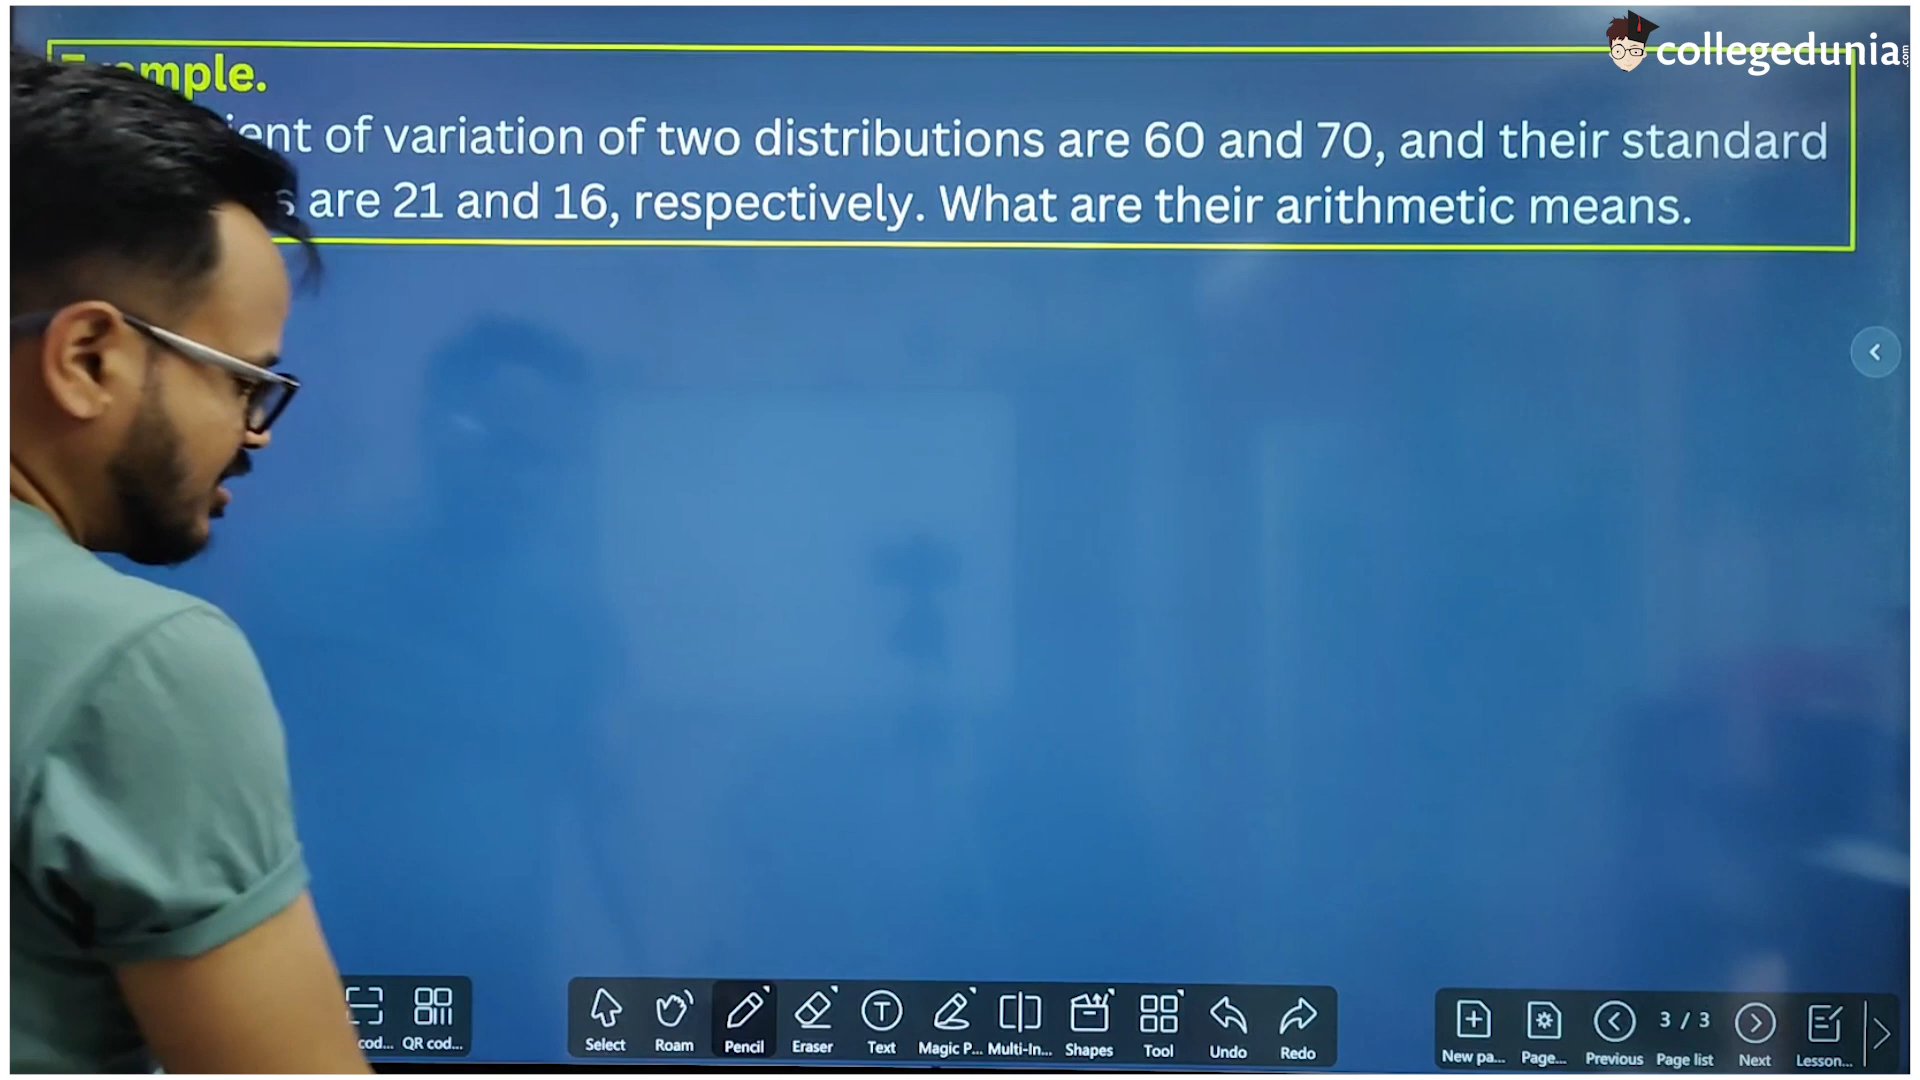 collegedunia
.com
of variation of two distributions are 60 and 70, and their standard
are 21 and 16, respectively. What are their arithmetic means.
QR cod...
Select
Roam
Pencil
Eraser
Text
Magic P...
Multi-In...
Shapes
Tool
Undo
Redo
New pa...
Page...
Previous
3 / 3
Page list
Next
Lesson...